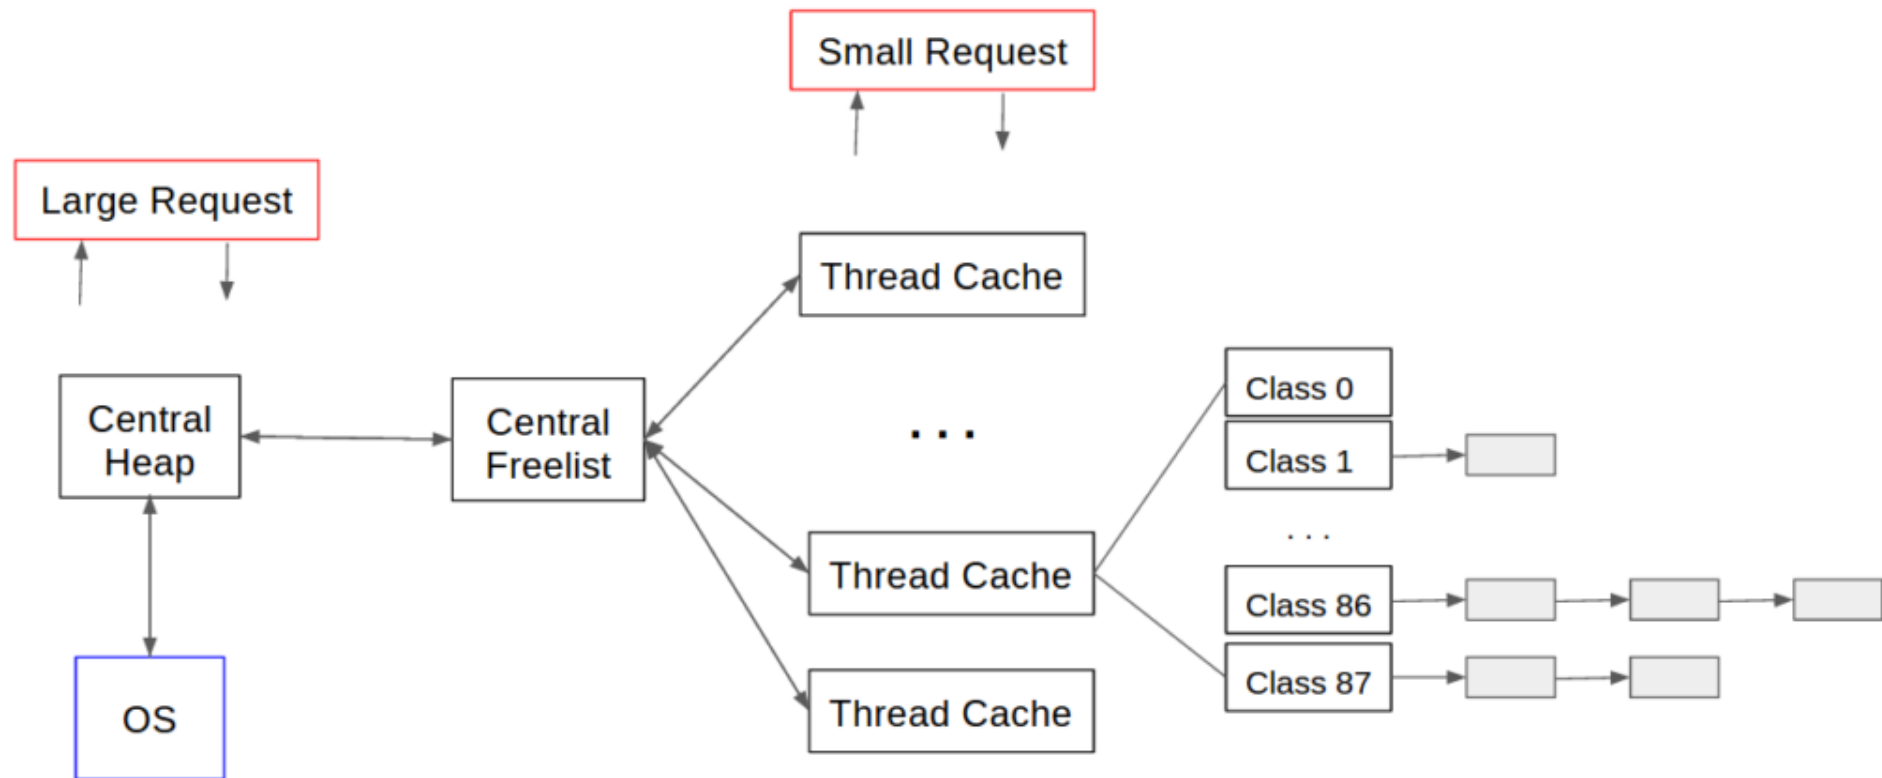 Small Request
Large Request
Thread Cache
Central
Heap
Central
Freelist
. . .
Class 0
Class 1
. . .
Thread Cache
Class 86
Class 87
OS
Thread Cache